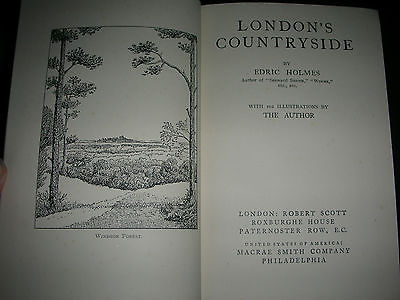 WINDSOR FOREST.
LONDON'S
COUNTRYSIDE
BY
EDRIC HOLMES
Author of "Seaward Sussex," "Wessex,"
etc., etc.
WITH 102 ILLUSTRATIONS BY
THE AUTHOR
LONDON: ROBERT SCOTT
ROXBURGHE HOUSE
PATERNOSTER ROW, E.C.
UNITED STATES OF AMERICA:
MACRAE SMITH COMPANY
PHILADELPHIA